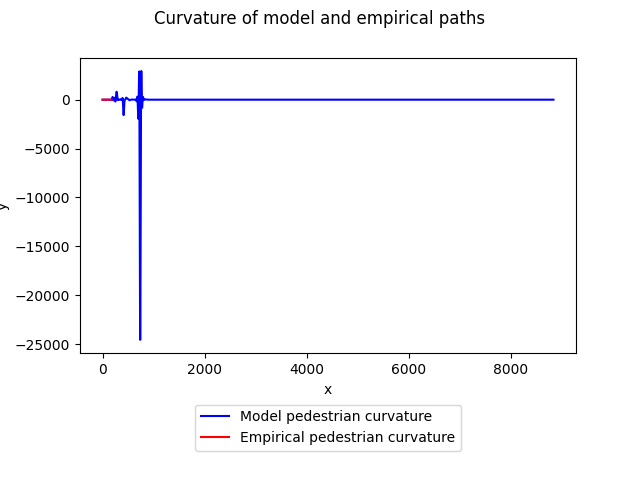 Curvature of model and empirical paths
0
−5000
−10000
−15000
−20000
−25000
y
0 2000 4000 6000 8000
x
Model pedestrian curvature
Empirical pedestrian curvature